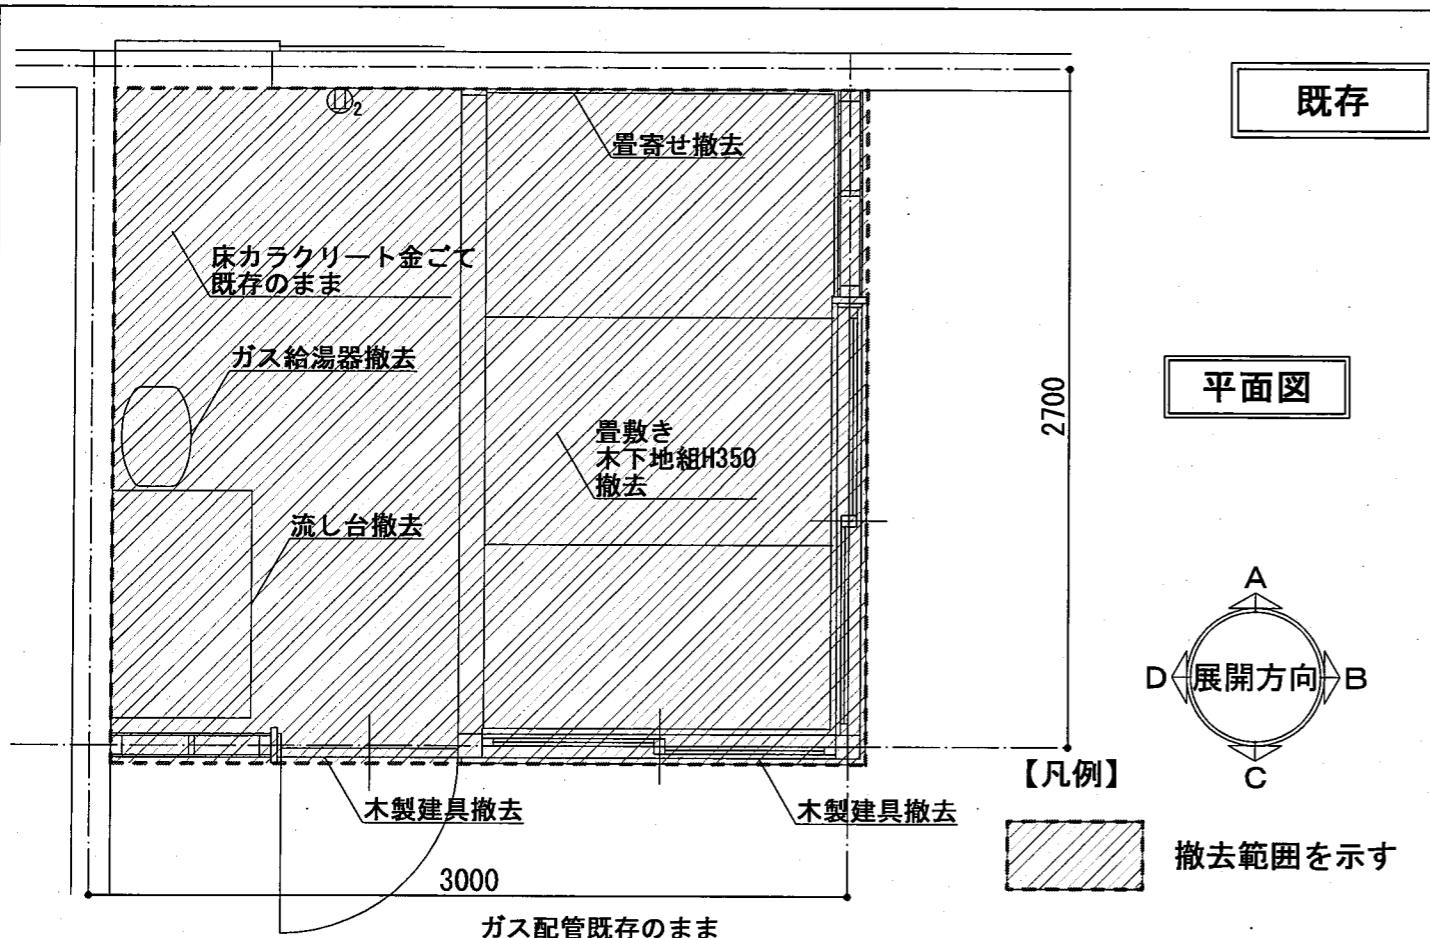 既存
2
畳寄せ撤去
床カラクリート金ごて
既存のまま
ガス給湯器撤去
平面図
2700
畳敷き
木下地組H350
撤去
流し台撤去
A
D
展開方向
B
C
【凡例】
木製建具撤去
木製建具撤去
撤去範囲を示す
3000
ガス配管既存のまま